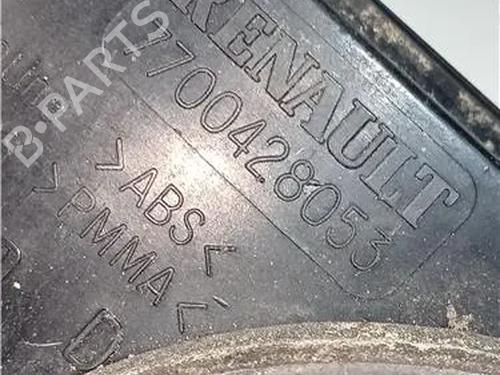 RENAULT
7700428053
>ABS<
>PMMA<
D
B-PARTS